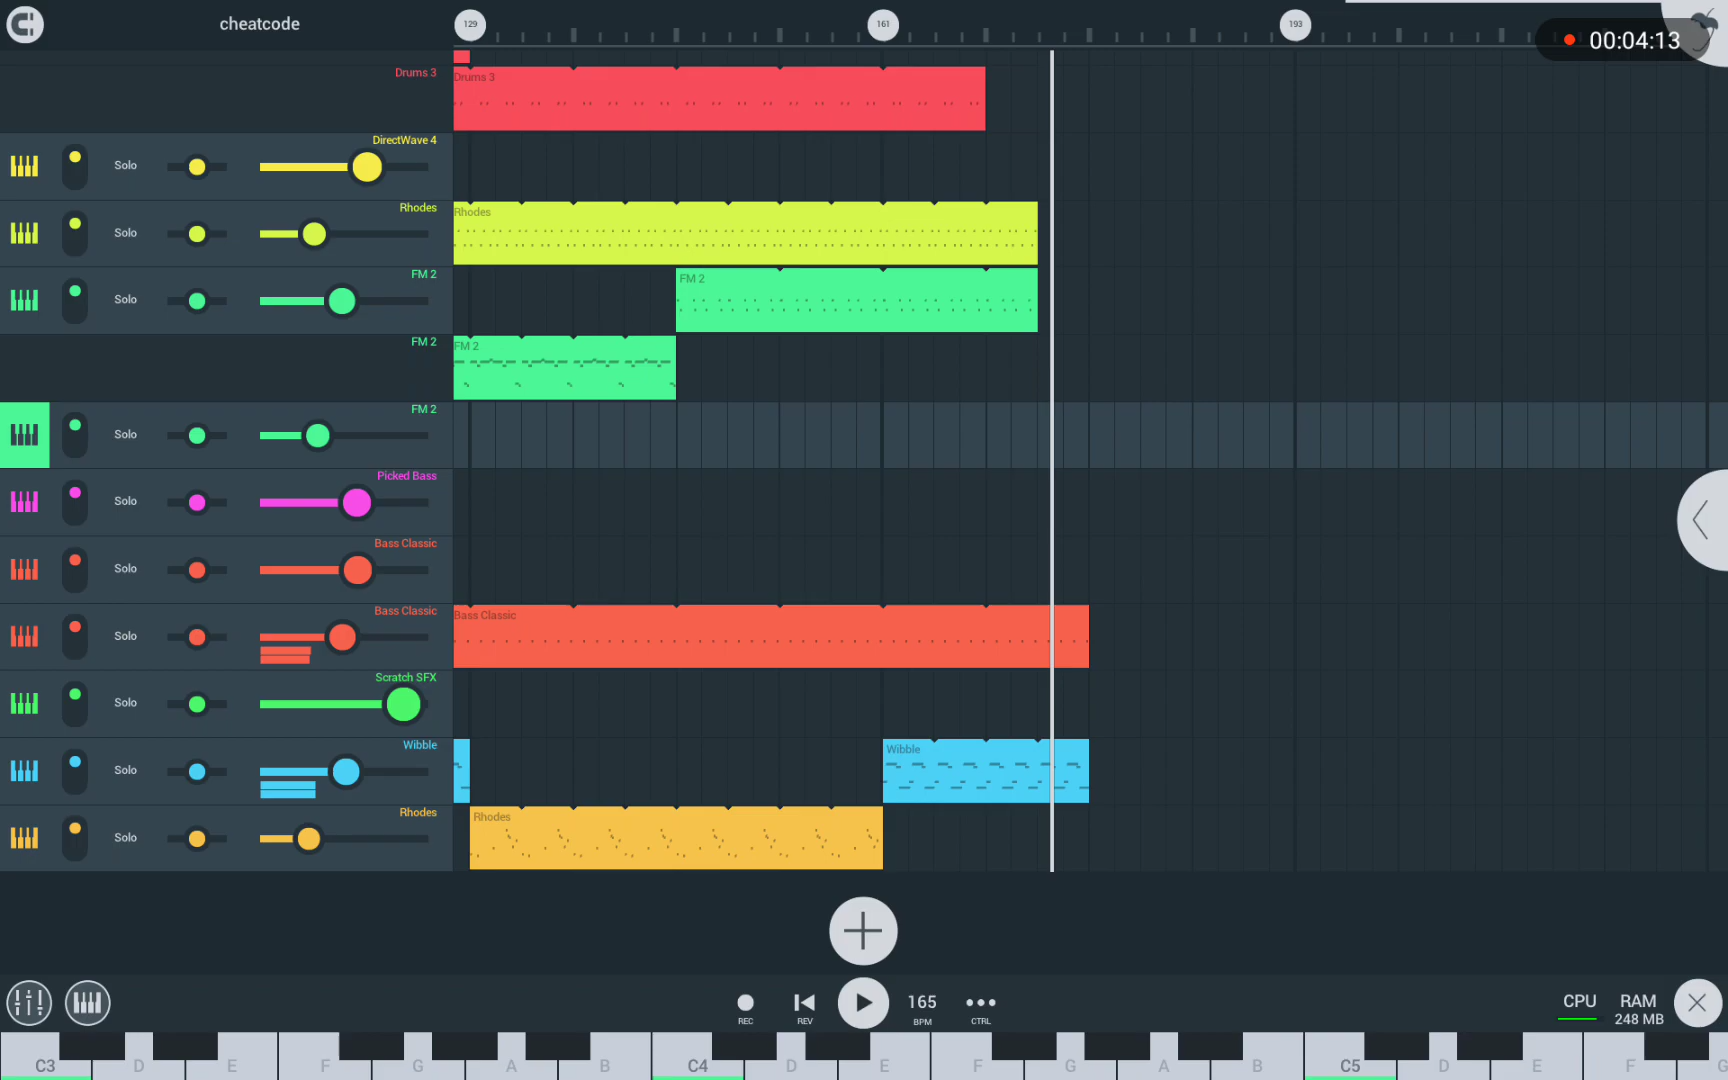 cheatcode
129
161
193
00:04:13
Drums 3
Drums 3
DirectWave 4
Solo
Rhodes
Solo
Rhodes
FM 2
Solo
FM 2
FM 2
FM 2
FM 2
Solo
Picked Bass
Solo
Bass Classic
Solo
Bass Classic
Solo
Bass Classic
Scratch SFX
Solo
Wibble
Solo
Wibble
Rhodes
Solo
Rhodes
REC
REV
165
BPM
CTRL
CPU
RAM
248 MB
C3 D E F G A B C4 D E F G A B C5 D E F G